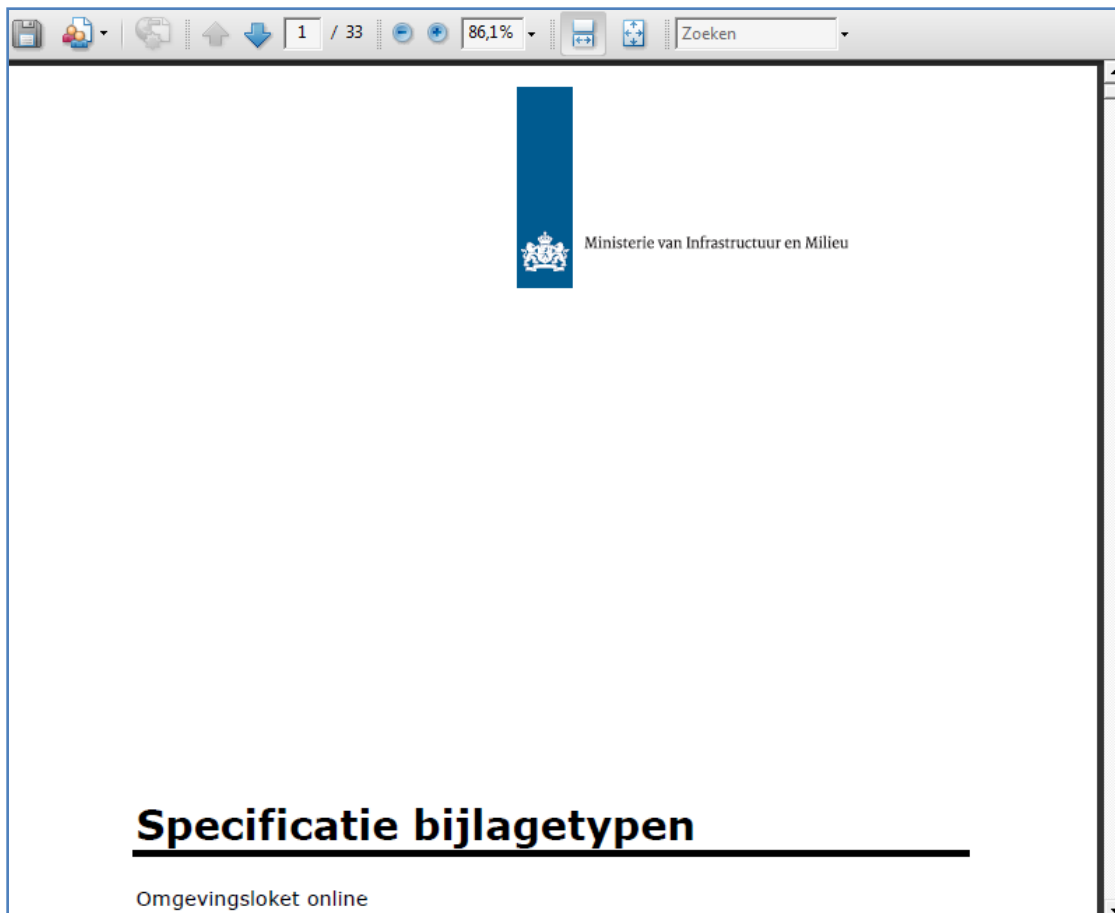 1 / 33 86,1% Zoeken
Ministerie van Infrastructuur en Milieu
Specificatie bijlagetypen
Omgevingsloket online